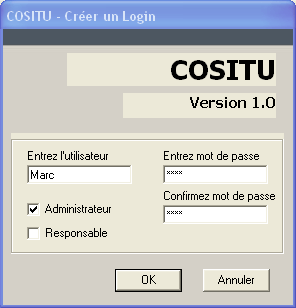 COSITU - Créer un Login
COSITU
Version 1.0
Entrez l'utilisateur
Marc
Entrez mot de passe
****
Confirmez mot de passe
****
Administrateur
Responsable
OK
Annuler